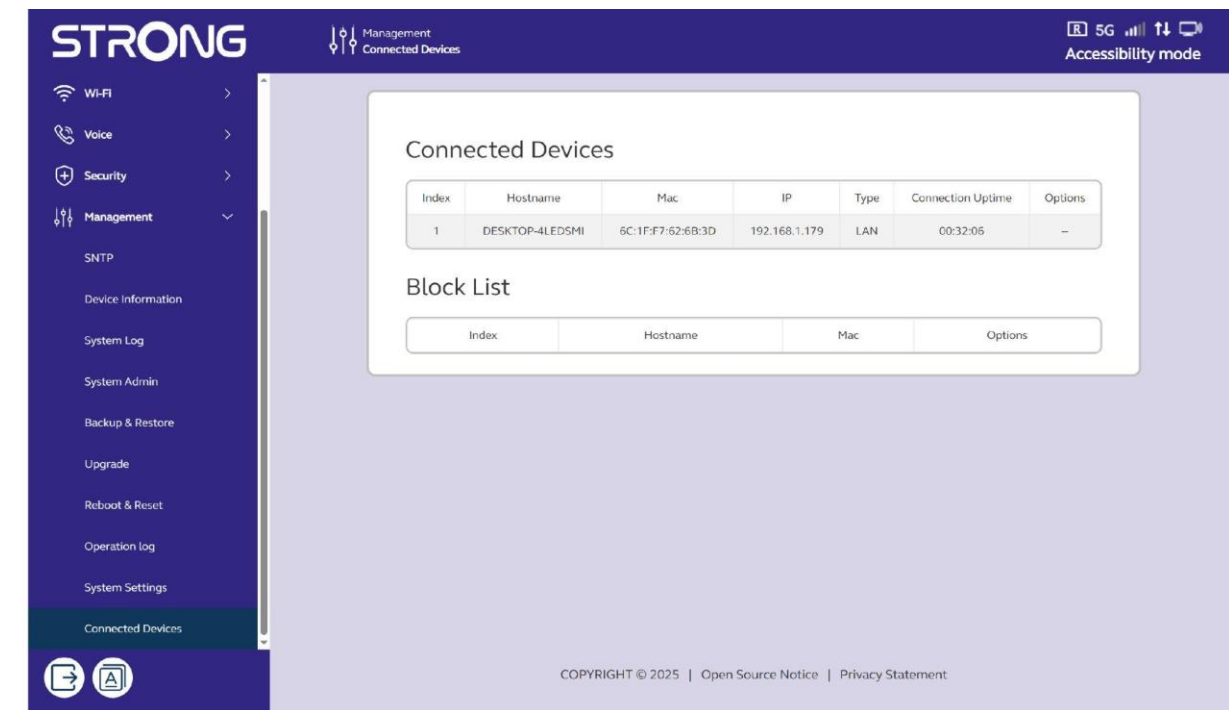 STRONG
Management
Connected Devices
R 5G
Accessibility mode
Wi-Fi
Voice
Security
Management
SNTP
Device Information
System Log
System Admin
Backup & Restore
Upgrade
Reboot & Reset
Operation log
System Settings
Connected Devices
A
Connected Devices
Index Hostname Mac IP Type Connection Uptime Options
1 DESKTOP-4LEDSMI 6C:1F:F7:62:6B:3D 192.168.1.179 LAN 00:32:06 --
Block List
Index Hostname Mac Options
COPYRIGHT © 2025 | Open Source Notice | Privacy Statement